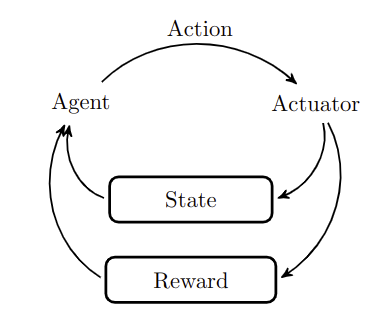 Action
Agent
Actuator
State
Reward